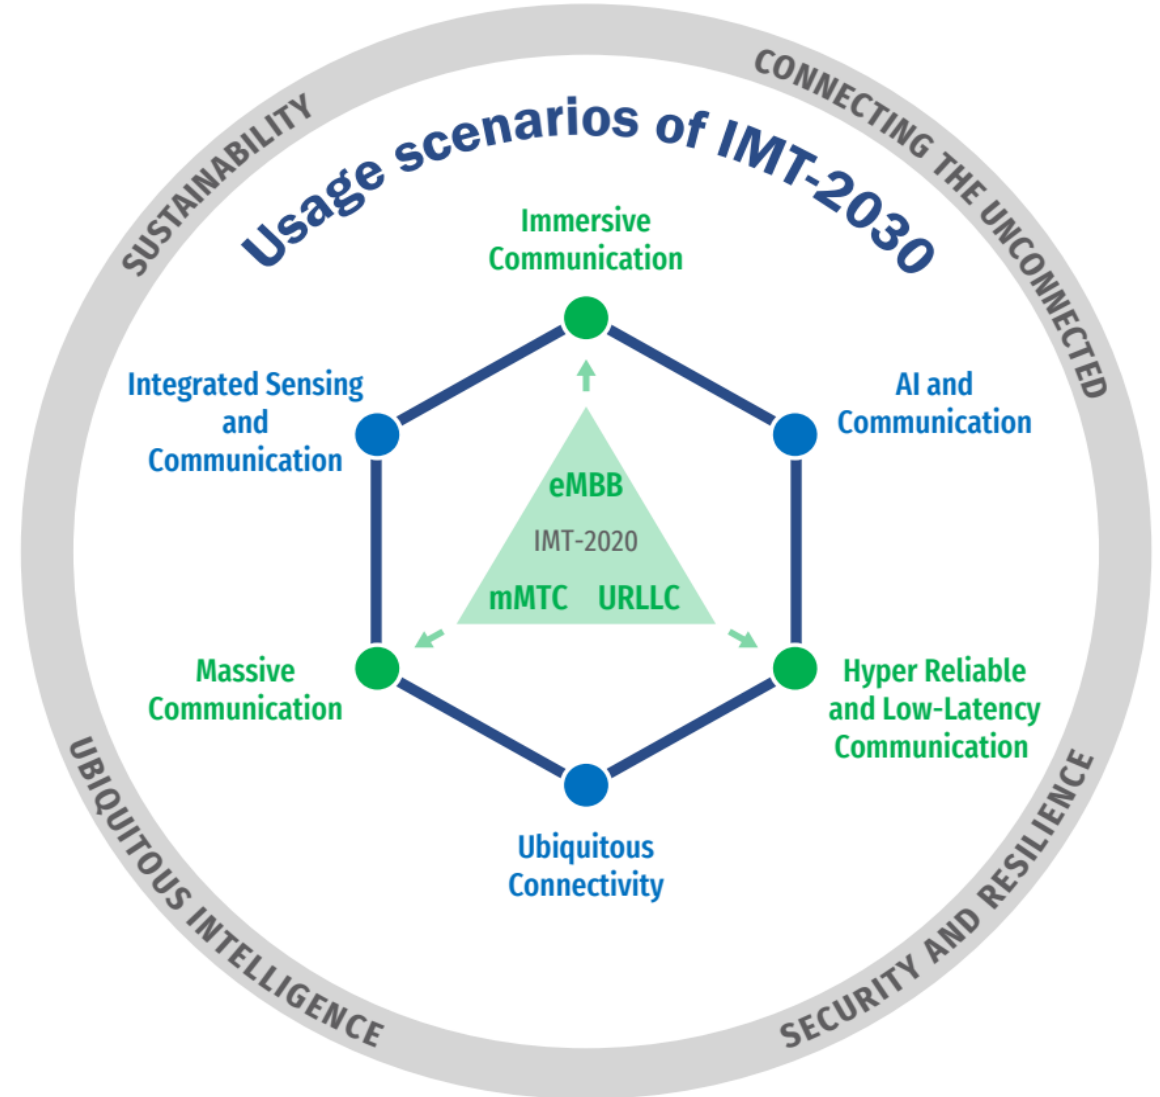 SUSTAINABILITY
CONNECTING THE UNCONNECTED
Usage scenarios of IMT-2030
Immersive
Communication
Integrated Sensing
and
Communication
AI and
Communication
eMBB
IMT-2020
mMTC URLLC
Massive
Communication
Hyper Reliable
and Low-Latency
Communication
Ubiquitous
Connectivity
UBIQUITOUS INTELLIGENCE
SECURITY AND RESILIENCE